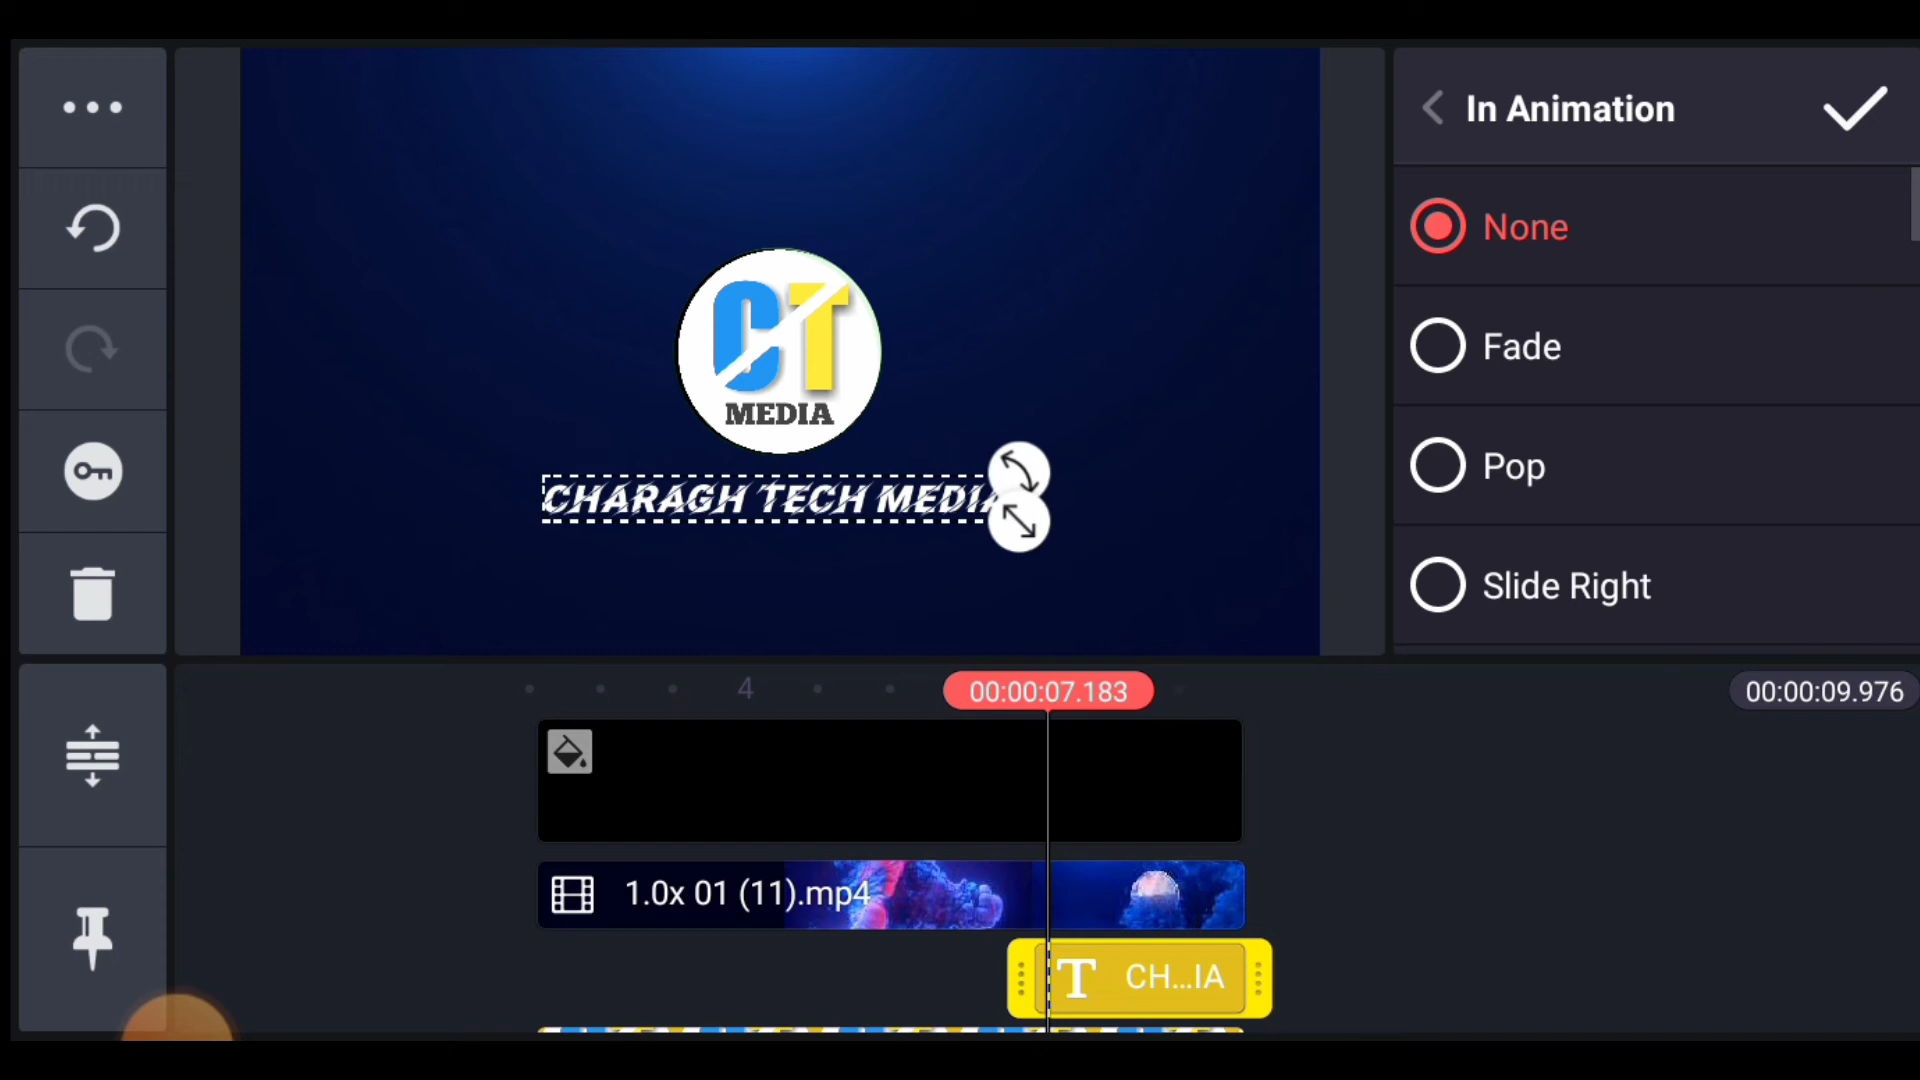 In Animation
None
Fade
Pop
Slide Right
CT
MEDIA
CHARAGH TECH MEDIA
4
00:00:07.183
00:00:09.976
1.0x 01 (11).mp4
T CH...IA